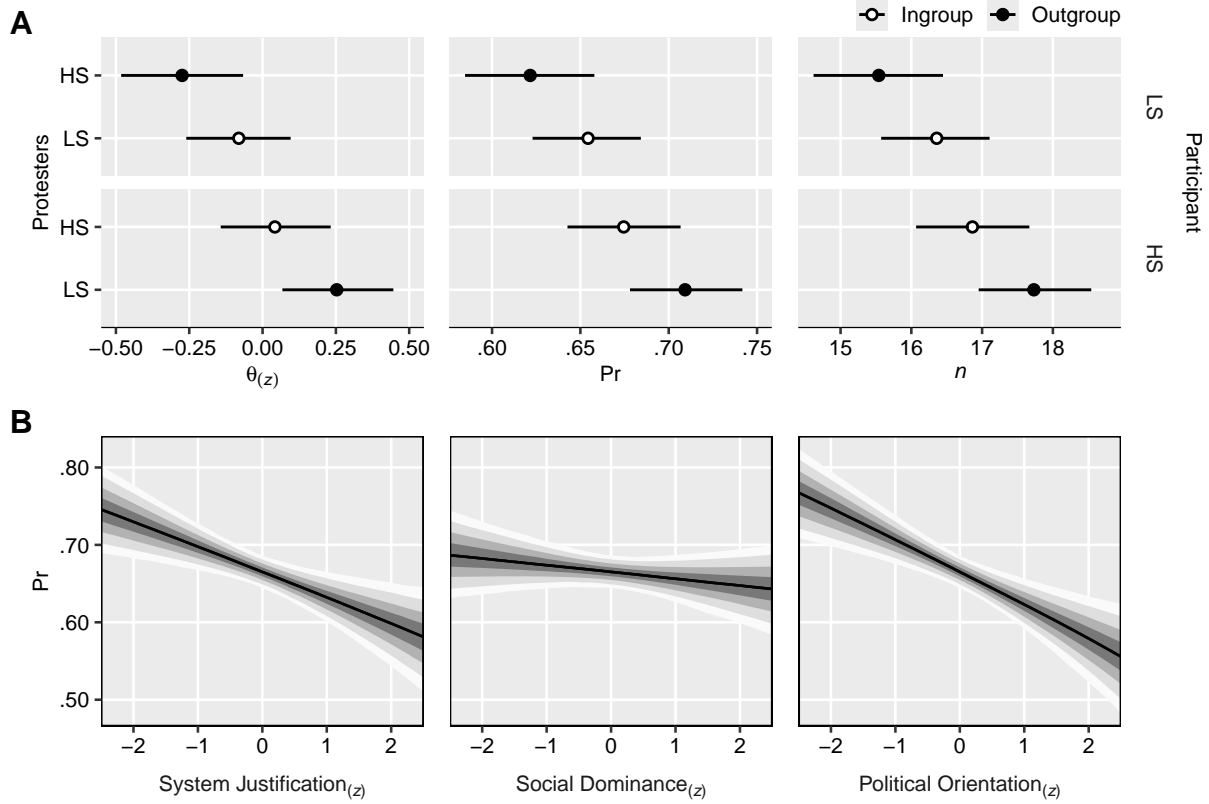 A
Ingroup Outgroup
Protesters
HS
LS
HS
LS
LS
HS
Participant
−0.50 −0.25 0.00 0.25 0.50
θ(z)
.60 .65 .70 .75
Pr
15 16 17 18
n
B
Pr
.80
.70
.60
.50
−2 −1 0 1 2
System Justification(z)
−2 −1 0 1 2
Social Dominance(z)
−2 −1 0 1 2
Political Orientation(z)